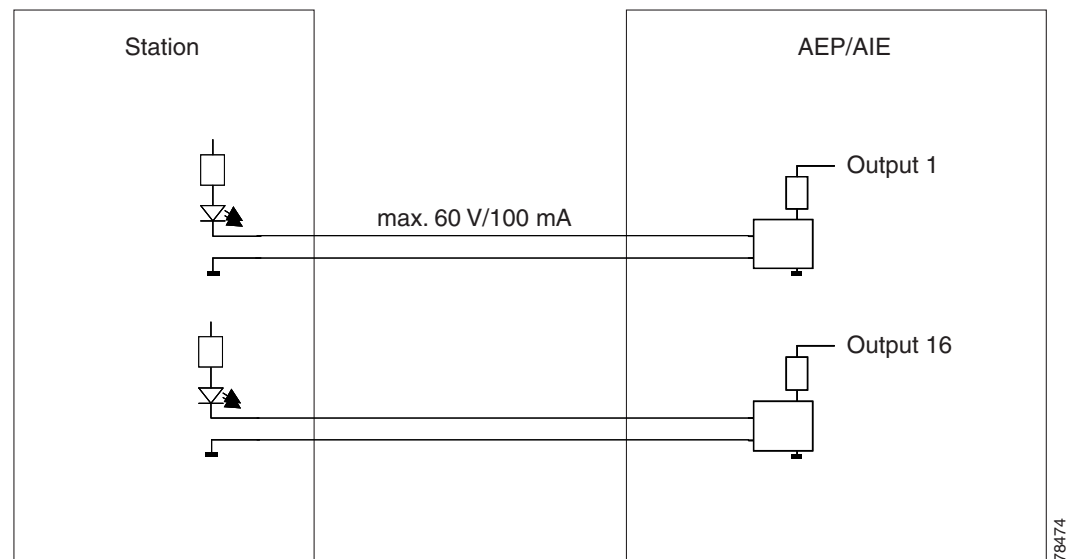 Station
AEP/AIE
Output 1
max. 60 V/100 mA
Output 16
78474